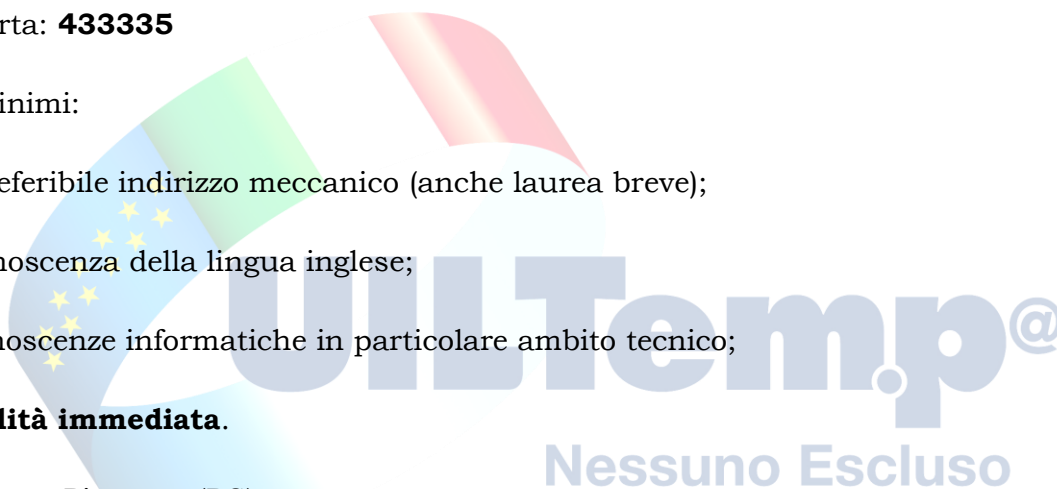 rta: 433335
inimi:
eferibile indirizzo meccanico (anche laurea breve);
noscenza della lingua inglese;
noscenze informatiche in particolare ambito tecnico;
UILTemp@
lità immediata.
Nessuno Escluso